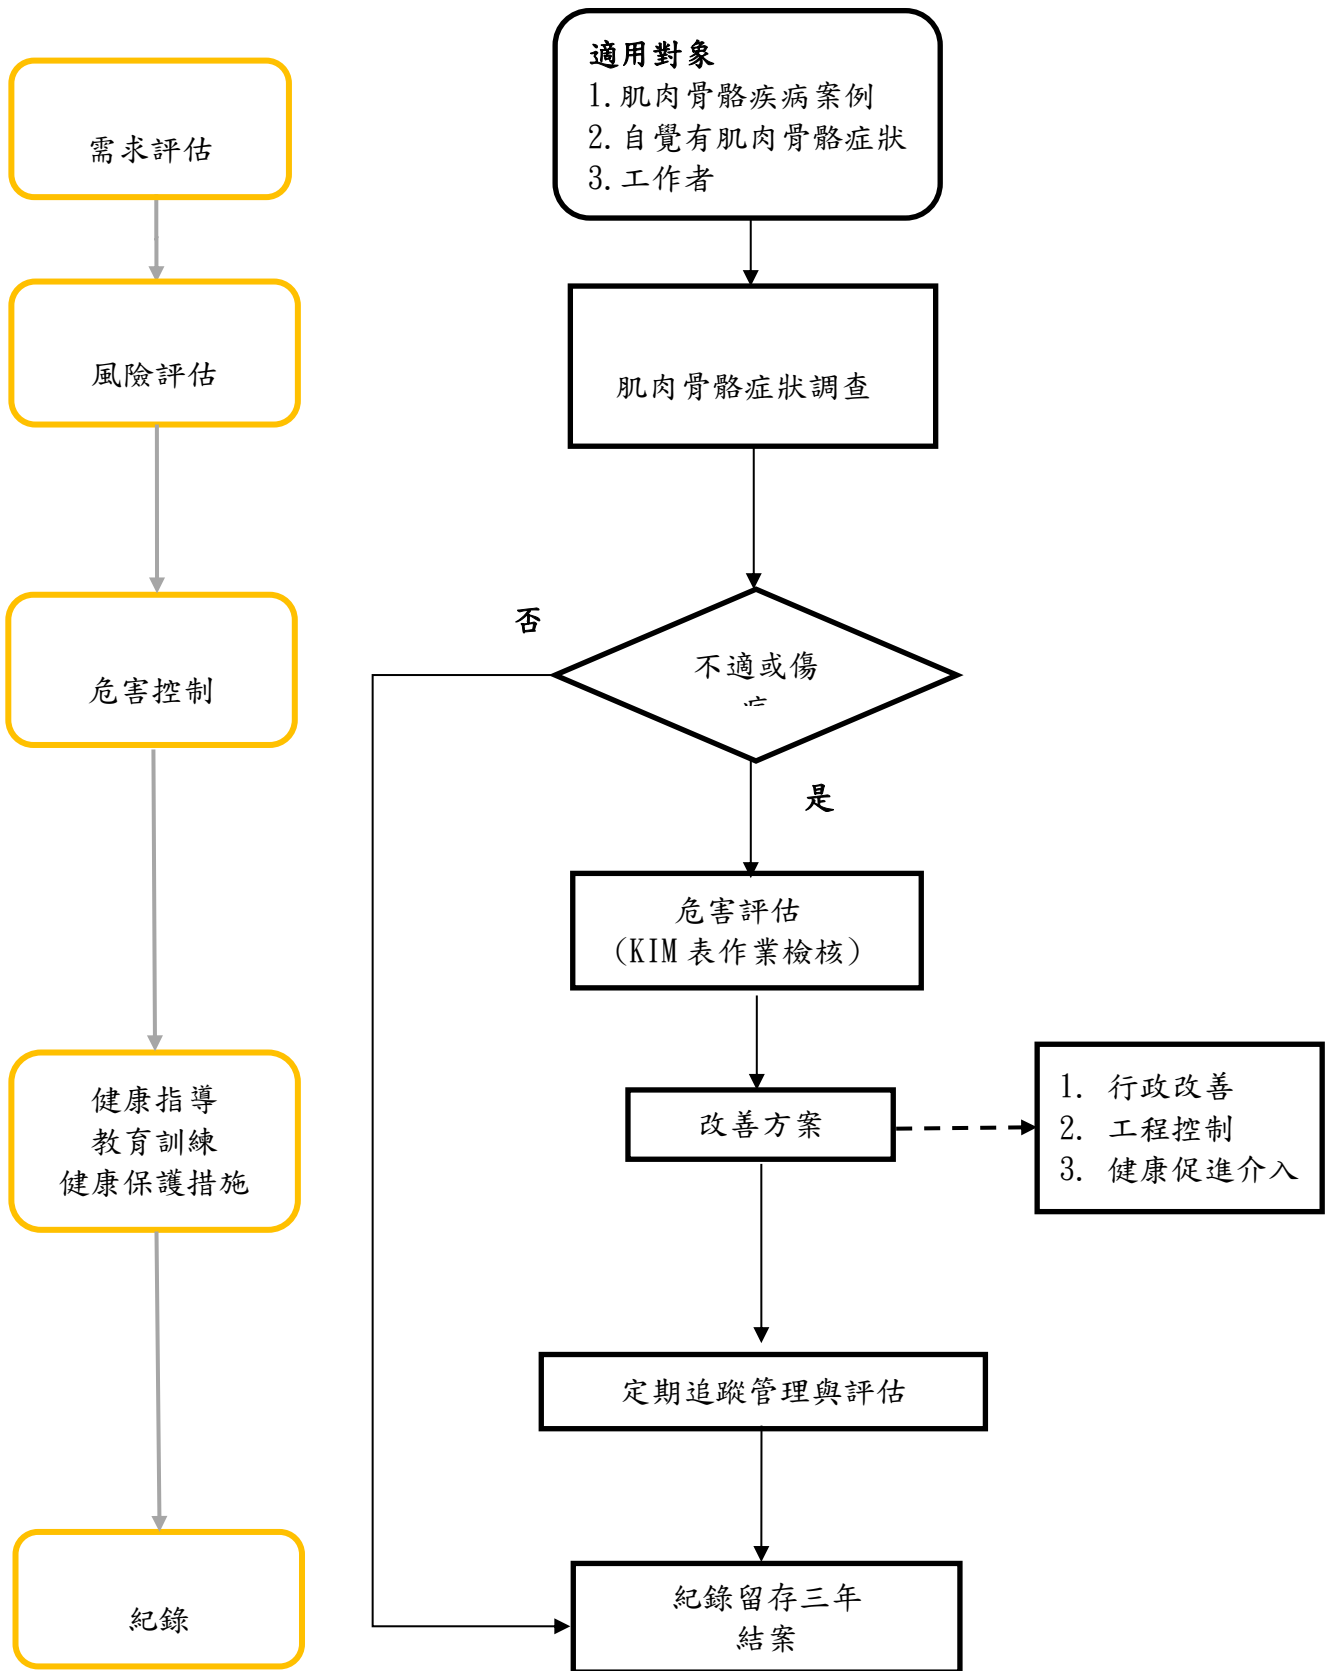 需求評估
風險評估
危害控制
健康指導
教育訓練
健康保護措施
紀錄
適用對象
1.肌肉骨骼疾病案例
2.自覺有肌肉骨骼症狀
3.工作者
肌肉骨骼症狀調查
否
不適或傷
是
危害評估
(KIM表作業檢核)
改善方案
1. 行政改善
2. 工程控制
3. 健康促進介入
定期追蹤管理與評估
紀錄留存三年
結案